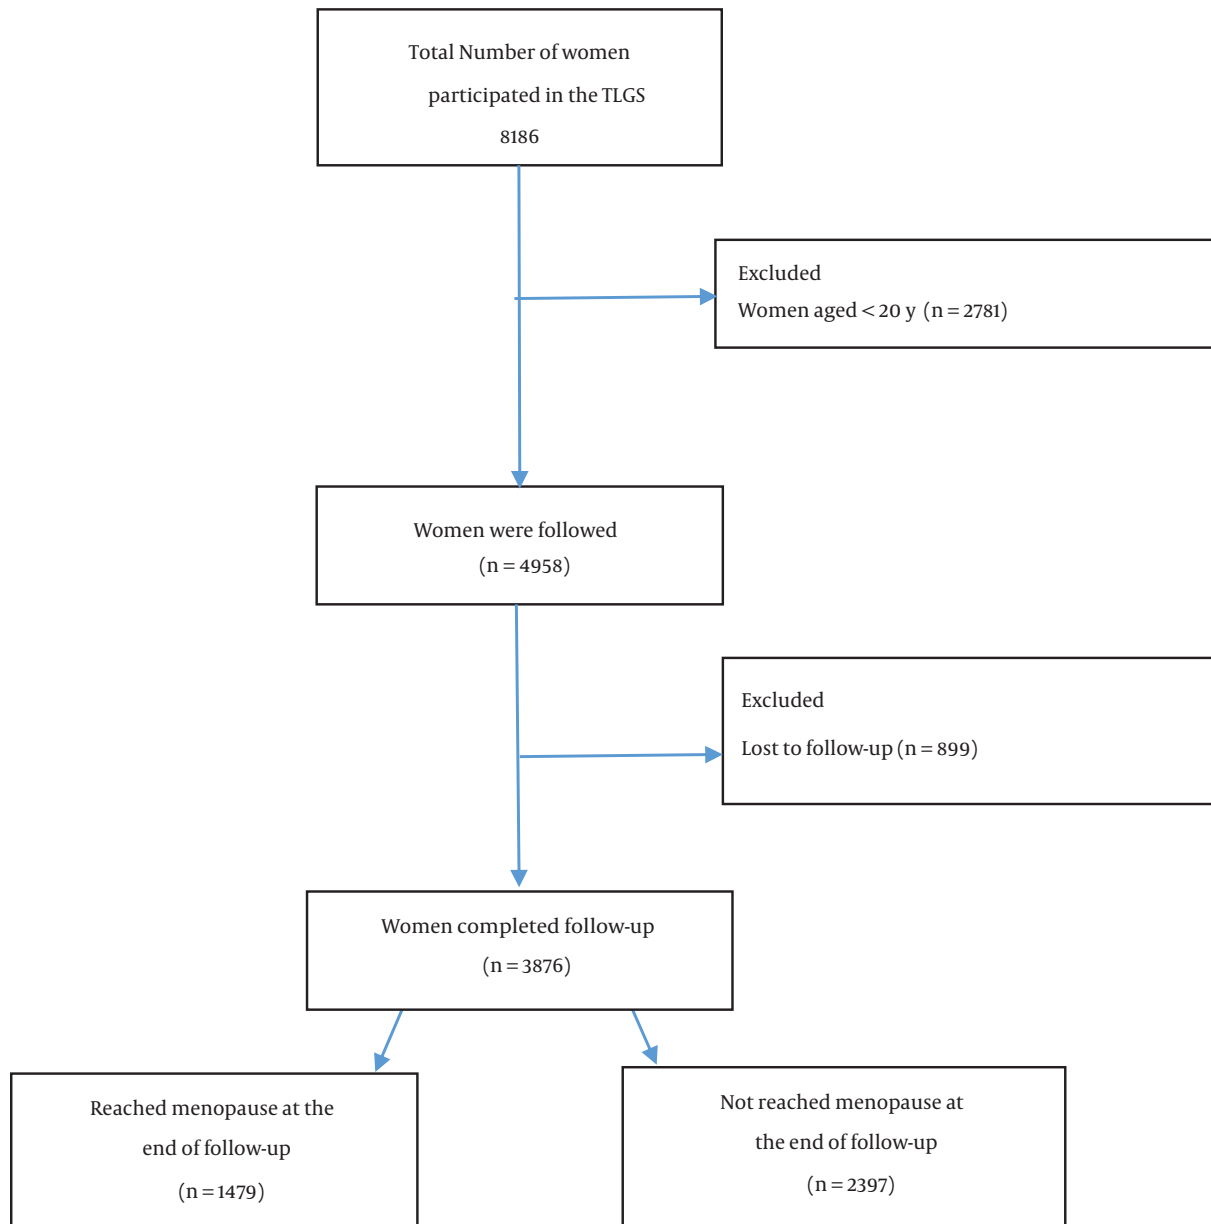 Total Number of women
participated in the TLGS
8186
Excluded
Women aged < 20 y (n = 2781)
Women were followed
(n = 4958)
Excluded
Lost to follow-up (n = 899)
Women completed follow-up
(n = 3876)
Reached menopause at the
end of follow-up
(n = 1479)
Not reached menopause at
the end of follow-up
(n = 2397)